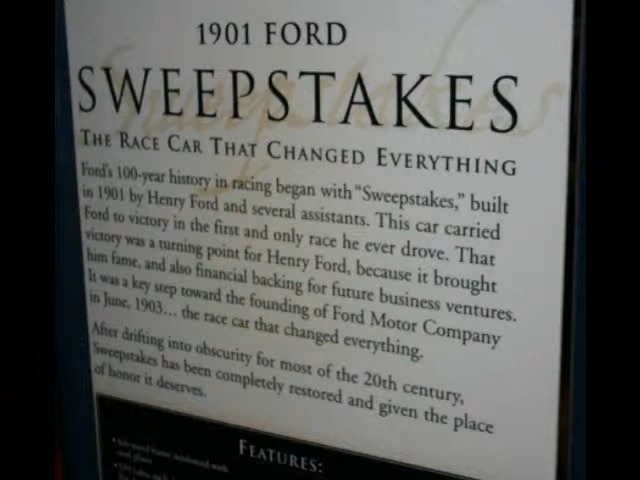 1901 FORD
SWEEPSTAKES
THE RACE CAR THAT CHANGED EVERYTHING
Ford's 100-year history in racing began with "Sweepstakes," built
in 1901 by Henry Ford and several assistants. This car carried
Ford to victory in the first and only race he ever drove. That
victory was a turning point for Henry Ford, because it brought
him fame, and also financial backing for future business ventures.
It was a key step toward the founding of Ford Motor Company
in June, 1903... the race car that changed everything.
After drifting into obscurity for most of the 20th century,
Sweepstakes has been completely restored and given the place
of honor it deserves.
FEATURES: